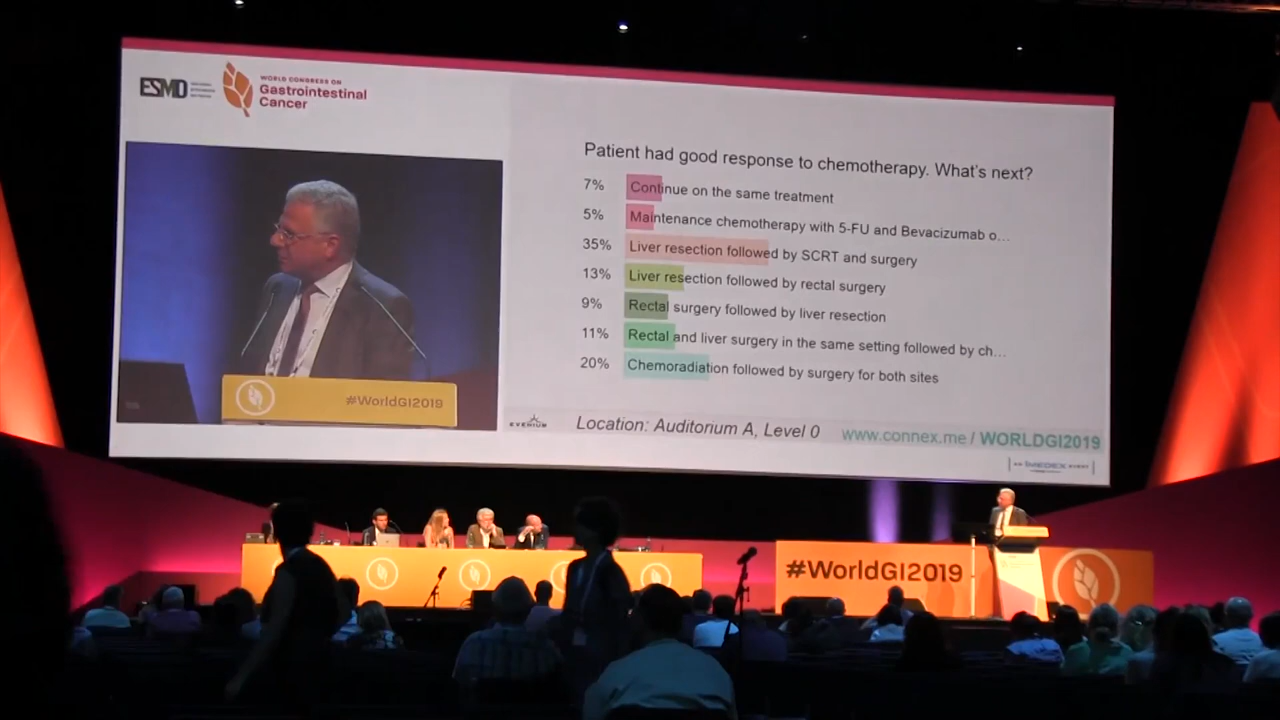 ESMO
WORLD CONGRESS ON
Gastrointestinal
Cancer
Patient had good response to chemotherapy. What's next?
7% Continue on the same treatment
5% Maintenance chemotherapy with 5-FU and Bevacizumab o...
35% Liver resection followed by SCRT and surgery
13% Liver resection followed by rectal surgery
9% Rectal surgery followed by liver resection
11% Rectal and liver surgery in the same setting followed by ch...
20% Chemoradiation followed by surgery for both sites
#WorldGI2019
Location: Auditorium A, Level 0
www.connex.me / WORLDGI2019
#WorldGI2019